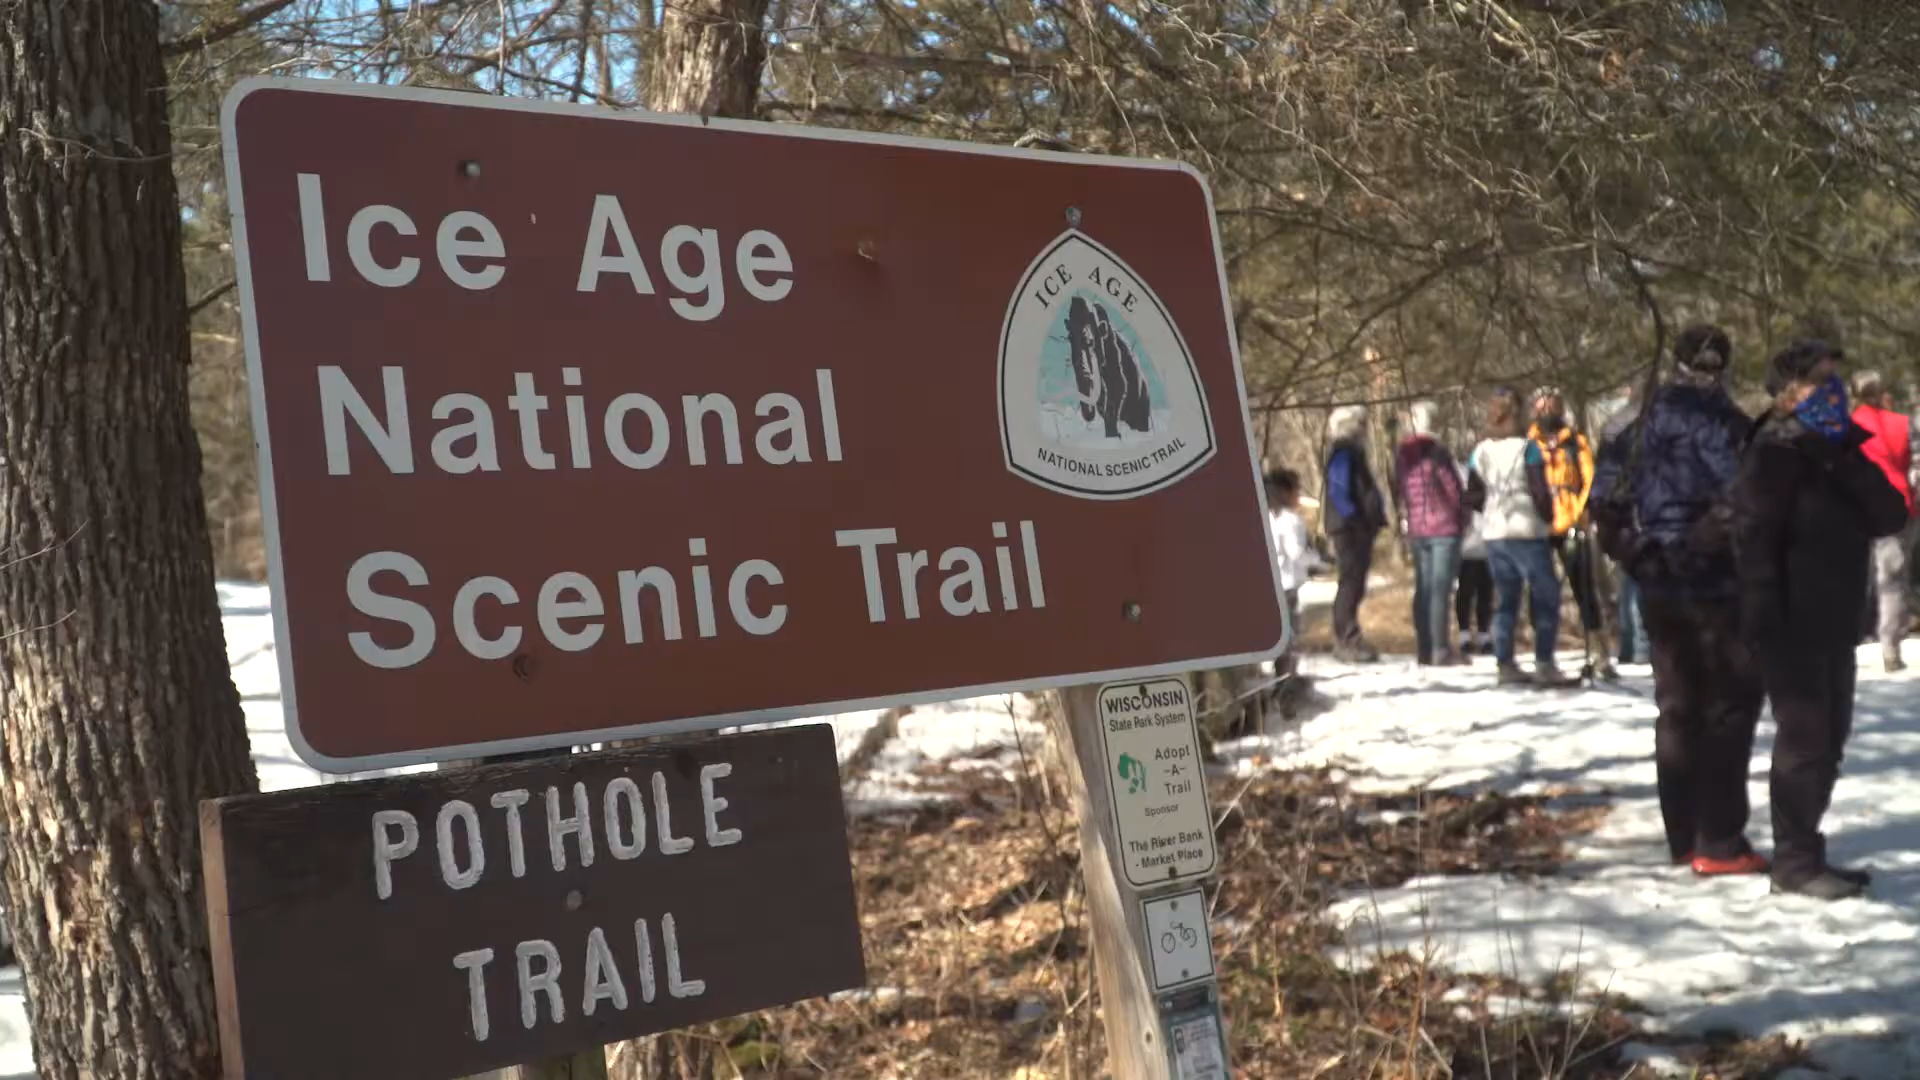 Ice Age
National
Scenic Trail
ICE AGE
NATIONAL SCENIC TRAIL
POTHOLE
TRAIL
WISCONSIN
State Park System
Adopt
-A-
Trail
Sponsor
The River Bank
- Market Place